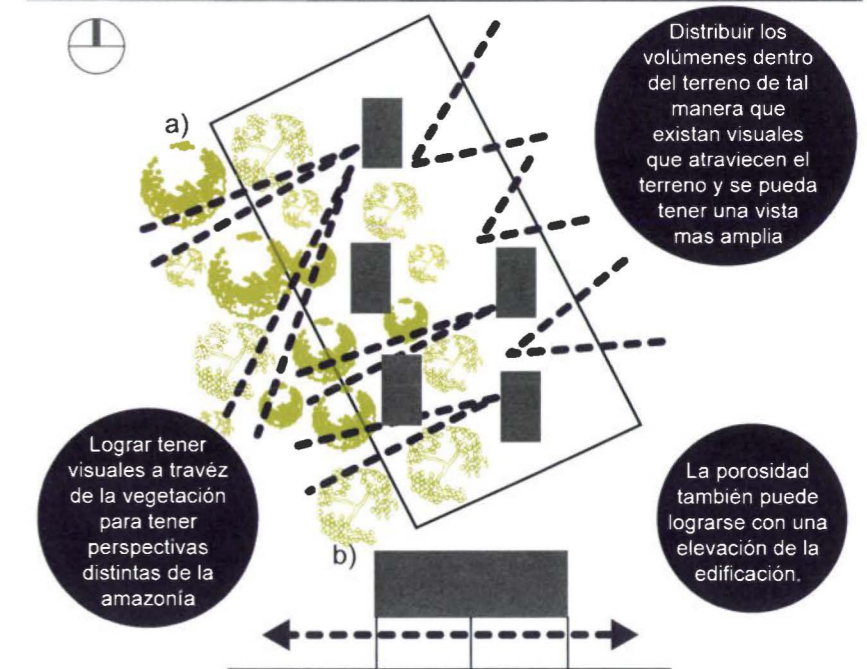 a)
Distribuir los
volúmenes dentro
del terreno de tal
manera que
existan visuales
que atraviecen el
terreno y se pueda
tener una vista
mas amplia
Lograr tener
visuales a travéz
de la vegetación
para tener
perspectivas
distintas de la
amazonía
La porosidad
también puede
lograrse con una
elevación de la
edificación.
b)